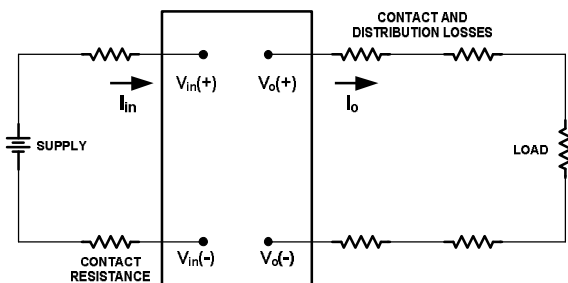 CONTACT AND
DISTRIBUTION LOSSES
Vin(+)
Vo(+)
Iin
Io
SUPPLY
LOAD
Vin(-)
Vo(-)
CONTACT
RESISTANCE